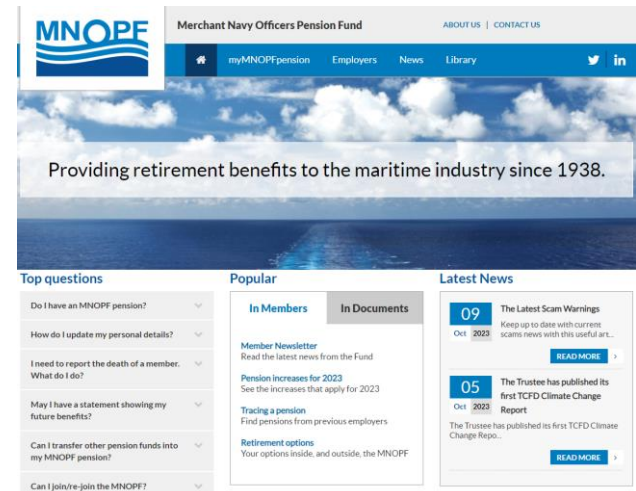 MNOPF
Merchant Navy Officers Pension Fund
ABOUT US | CONTACT US
myMNOPFpension Employers News Library
Providing retirement benefits to the maritime industry since 1938.
Top questions
Do I have an MNOPF pension?
How do I update my personal details?
I need to report the death of a member.
What do I do?
May I have a statement showing my
future benefits?
Can I transfer other pension funds into
my MNOPF pension?
Can I join/re-join the MNOPF?
Popular
In Members In Documents
Member Newsletter
Read the latest news from the Fund
Pension increases for 2023
See the increases that apply for 2023
Tracing a pension
Find pensions from previous employers
Retirement options
Your options inside, and outside, the MNOPF
Latest News
09
Oct 2023
The Latest Scam Warnings
Keep up to date with current
scams news with this useful art...
READ MORE
05
Oct 2023
The Trustee has published its
first TCFD Climate Change
Report
The Trustee has published its first TCFD Climate
Change Repo...
READ MORE